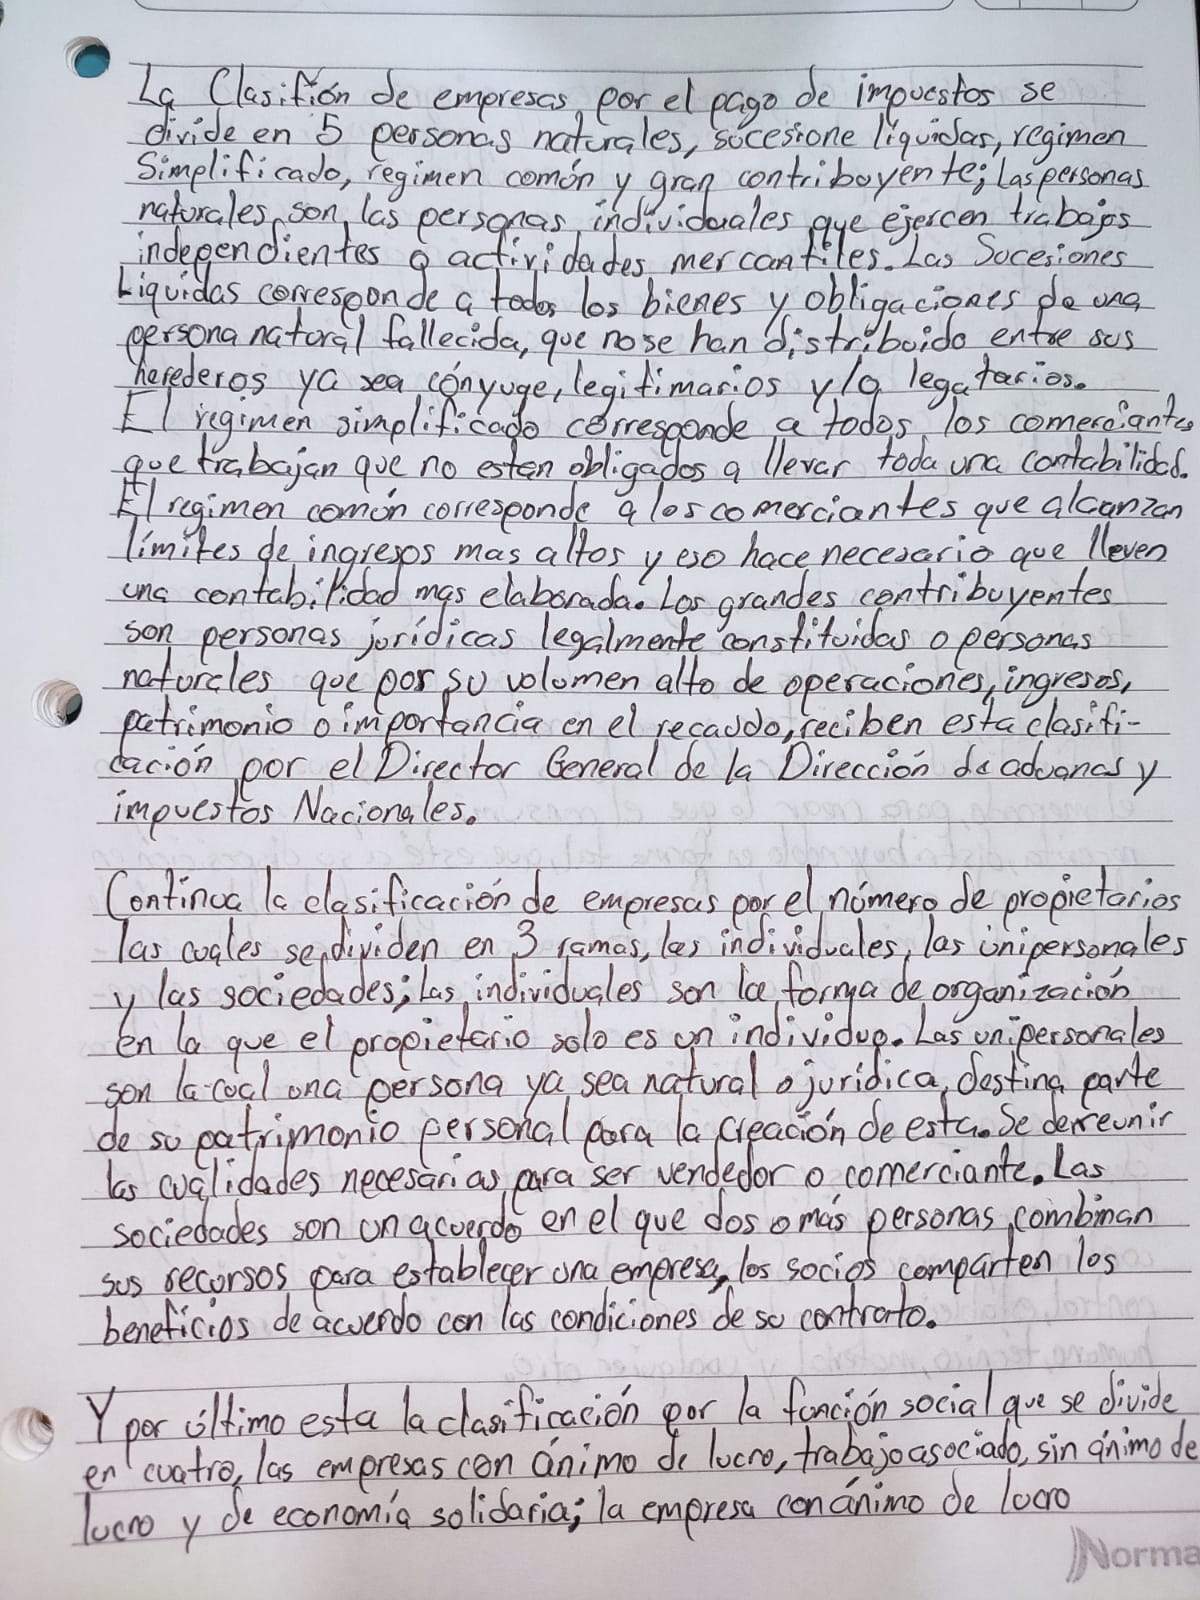 La Clasifión de empresas por el pago de impuestos se
divide en 5 personas naturales, sucesione líquidas, regimen
Simplificado, regimen común y gran contribuyente; Las personas
naturales son las personas individuales que ejercen trabajos
independientes o actividades mercantiles. Las Sucesiones
Liquidas corresponde a todos los bienes y obligaciones de una
persona natural fallecida, que no se han distribuido entre sus
herederos ya sea cónyuge, legitimarios y/o legatarios.
El regimen simplificado corresponde a todos los comerciantes
que trabajan que no estan obligados a llevar toda una contabilidad.
El regimen común corresponde a los comerciantes que alcanzan
límites de ingresos mas altos y eso hace necesario que lleven
una contabilidad mas elaborada. Los grandes contribuyentes
son personas jurídicas legalmente constituidas o personas
naturales que por su volumen alto de operaciones, ingresos,
patrimonio o importancia en el recaudo, reciben esta clasifi-
cación por el Director General de la Dirección de aduanas y
impuestos Nacionales.
Continua la clasificación de empresas por el número de propietarios
las cuales se dividen en 3 ramas, las individuales, las unipersonales
y las sociedades; Las individuales son la forma de organización
en la que el propietario solo es un individuo. Las unipersonales
son la cual una persona ya sea natural o jurídica, destina parte
de su patrimonio personal para la creación de esta. Se de reunir
las cualidades necesarias para ser vendedor o comerciante. Las
sociedades son un acuerdo en el que dos o más personas combinan
sus recursos para establecer una empresa, los socios comparten los
beneficios de acuerdo con las condiciones de su contrato.
Y por último esta la clasificación por la función social que se divide
en cuatro, las empresas con ánimo de lucro, trabajo asociado, sin ánimo de
lucro y de economía solidaria; la empresa con ánimo de lucro
Norma